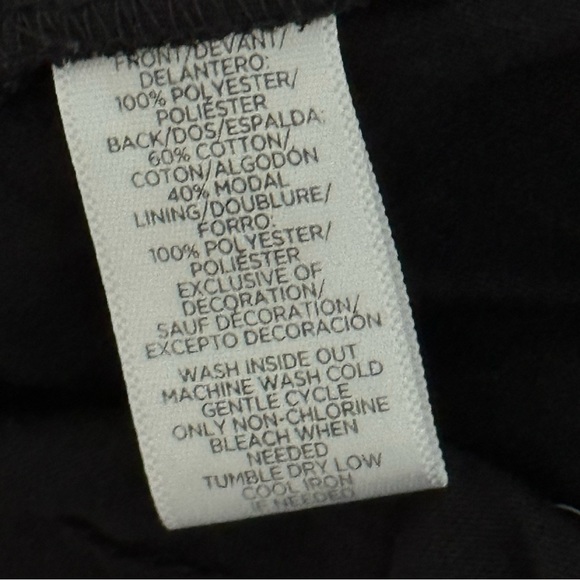 FRONT/DEVANT/
DELANTERO:
100% POLYESTER/
POLIÉSTER
BACK/DOS/ESPALDA:
60% COTTON/
COTON/ALGODÓN
40% MODAL
LINING/DOUBLURE/
FORRO:
100% POLYESTER/
POLIÉSTER
EXCLUSIVE OF
DECORATION/
SAUF DÉCORATION/
EXCEPTO DECORACIÓN
WASH INSIDE OUT
MACHINE WASH COLD
GENTLE CYCLE
ONLY NON-CHLORINE
BLEACH WHEN
NEEDED
TUMBLE DRY LOW
COOL IRON
IF NEEDED